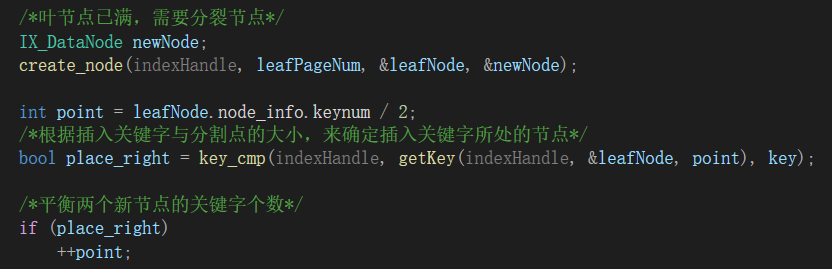 /*叶节点已满，需要分裂节点*/
IX_DataNode newNode;
create_node(indexHandle, leafPageNum, &leafNode, &newNode);
int point = leafNode.node_info.keynum / 2;
/*根据插入关键字与分割点的大小，来确定插入关键字所处的节点*/
bool place_right = key_cmp(indexHandle, getKey(indexHandle, &leafNode, point), key);
/*平衡两个新节点的关键字个数*/
if (place_right)
++point;